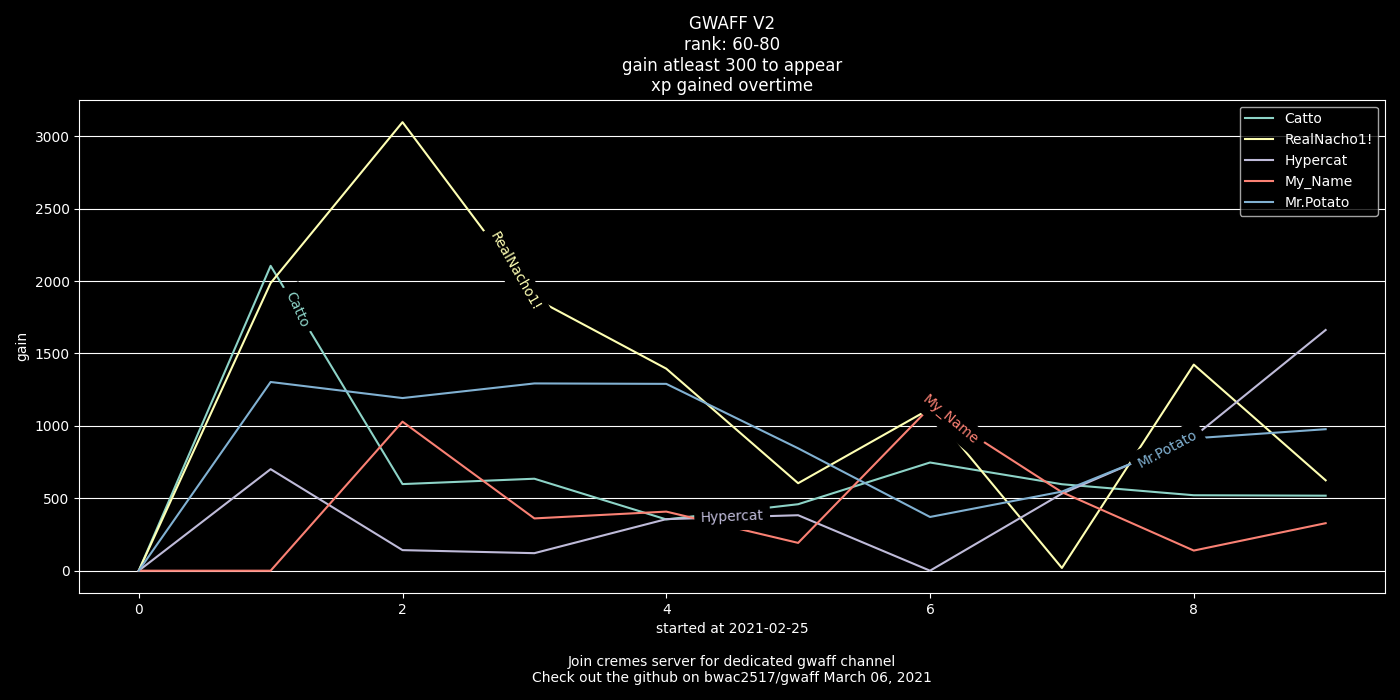 GWAFF V2
rank: 60-80
gain atleast 300 to appear
xp gained overtime
Catto
RealNacho1!
Hypercat
My_Name
Mr.Potato
3000
2500
2000
1500
1000
500
0
gain
Catto
RealNacho1!
Hypercat
My_Name
Mr.Potato
0 2 4 6 8
started at 2021-02-25
Join cremes server for dedicated gwaff channel
Check out the github on bwac2517/gwaff March 06, 2021